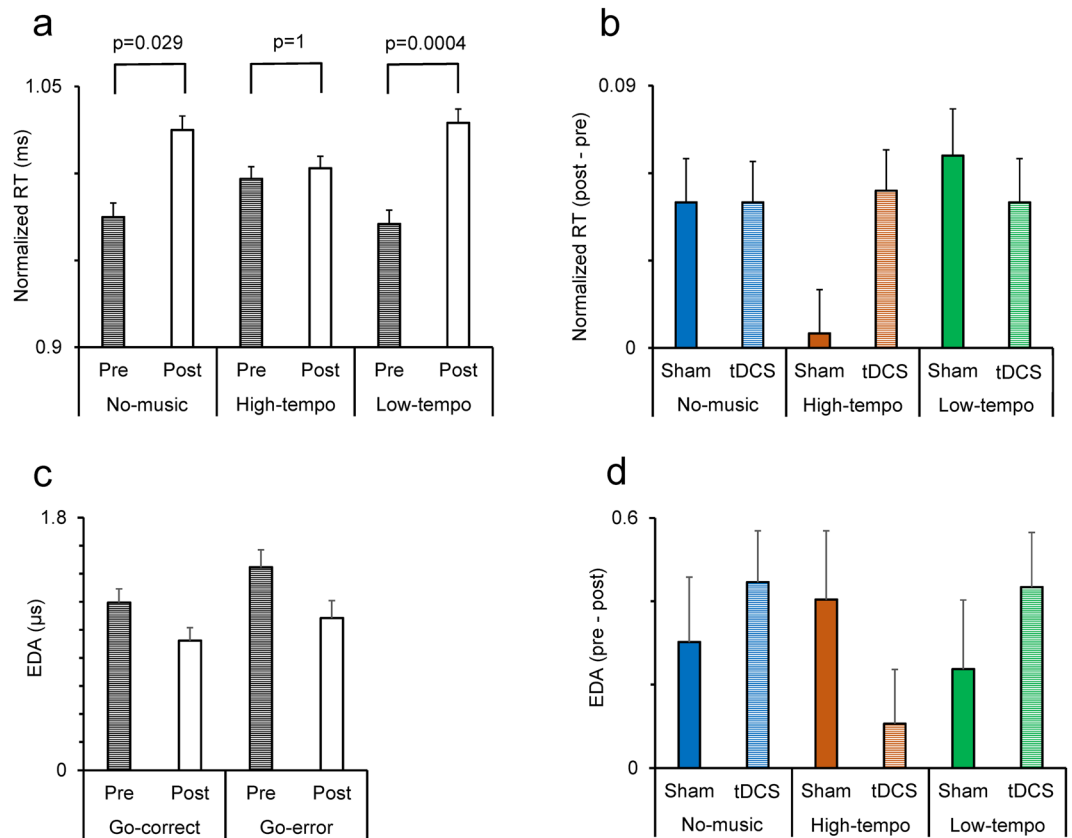 a
p=0.029 p=1 p=0.0004
1.05
Normalized RT (ms)
0.9
Pre Post Pre Post Pre Post
No-music High-tempo Low-tempo
b
0.09
Normalized RT (post - pre)
0
Sham tDCS Sham tDCS Sham tDCS
No-music High-tempo Low-tempo
c
1.8
EDA (µs)
0
Pre Post Pre Post
Go-correct Go-error
d
0.6
EDA (pre - post)
0
Sham tDCS Sham tDCS Sham tDCS
No-music High-tempo Low-tempo